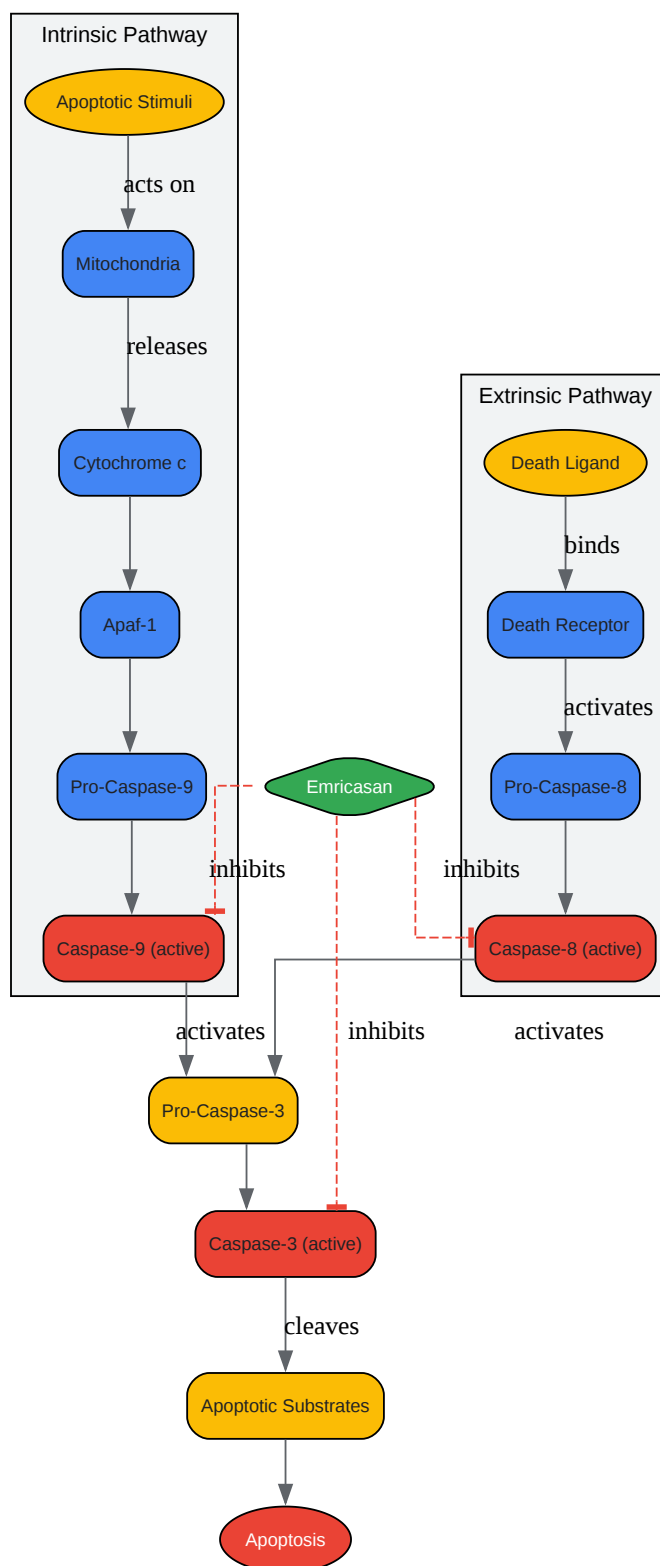 Intrinsic Pathway
Apoptotic Stimuli
acts on
Mitochondria
releases
Extrinsic Pathway
Cytochrome c
Death Ligand
binds
Apaf-1
Death Receptor
activates
Pro-Caspase-9
Emricasan
Pro-Caspase-8
inhibits
inhibits
Caspase-9 (active)
Caspase-8 (active)
activates
inhibits
activates
Pro-Caspase-3
Caspase-3 (active)
cleaves
Apoptotic Substrates
Apoptosis